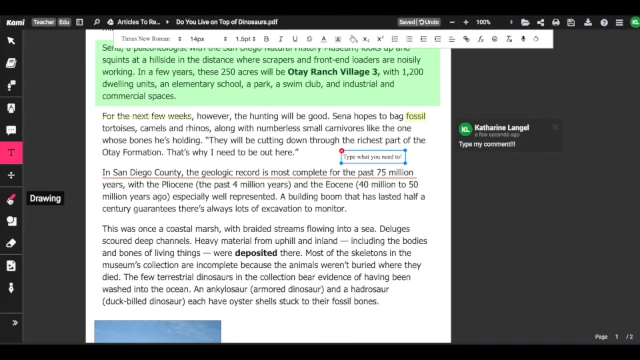 Kami
Teacher
Edu
Articles To Re...
Do You Live on Top of Dinosaurs.pdf
Saved
Undo
100%
Times New Roman
14px
1.5pt
Sena, a paleontologist with the San Diego Natural History Museum, looks up and
squints at a hillside in the distance where scrapers and front-end loaders are noisily
working. In a few years, these 250 acres will be Otay Ranch Village 3, with 1,200
dwelling units, an elementary school, a park, a swim club, and industrial and
commercial spaces.
For the next few weeks, however, the hunting will be good. Sena hopes to bag fossil
tortoises, camels and rhinos, along with numberless small carnivores like the one
whose bones he's holding. "They will be cutting down through the richest part of the
Otay Formation. That's why I need to be out here."
Type what you need to!
In San Diego County, the geologic record is most complete for the past 75 million
years, with the Pliocene (the past 4 million years) and the Eocene (40 million to 50
million years ago) especially well represented. A building boom that has lasted half a
century guarantees there's always lots of excavation to monitor.
This was once a coastal marsh, with braided streams flowing into a sea. Deluges
scoured deep channels. Heavy material from uphill and inland — including the bodies
and bones of living things — were deposited there. Most of the skeletons in the
museum's collection are incomplete because the animals weren't buried where they
died. The few terrestrial dinosaurs in the collection bear evidence of having been
washed into the ocean. An ankylosaur (armored dinosaur) and a hadrosaur
(duck-billed dinosaur) each have oyster shells stuck to their fossil bones.
Drawing
KL
Katharine Langel
a few seconds ago
Type my comment!!!
Page
1
/ 2